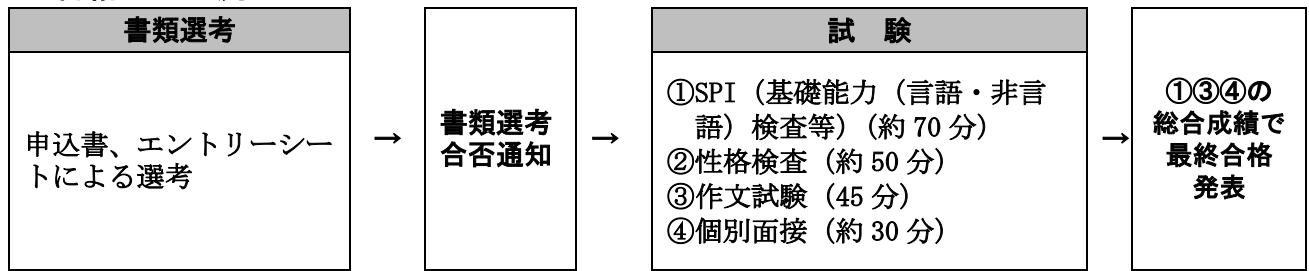 書類選考
申込書、エントリーシー
トによる選考
→
書類選考
合否通知
→
試 験
①SPI（基礎能力（言語・非言
語）検査等）（約 70 分）
②性格検査（約 50 分）
③作文試験（45 分）
④個別面接（約 30 分）
→
①③④の
総合成績で
最終合格
発表